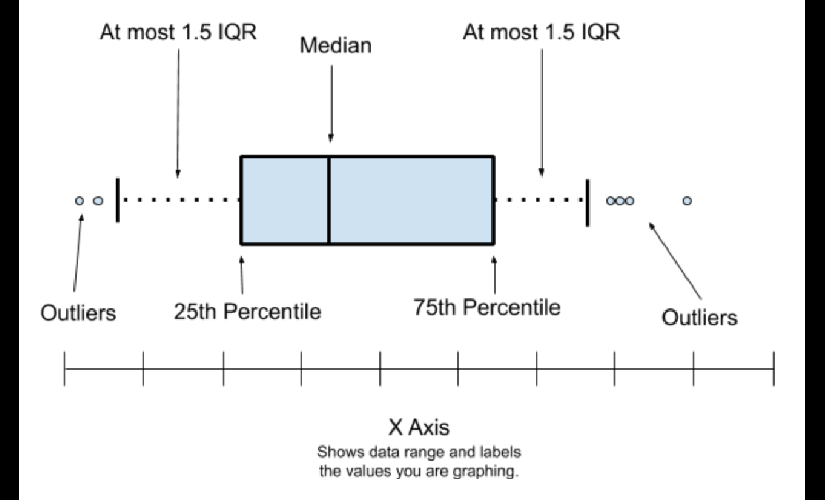 At most 1.5 IQR
Median
At most 1.5 IQR
Outliers
25th Percentile
75th Percentile
Outliers
X Axis
Shows data range and labels
the values you are graphing.